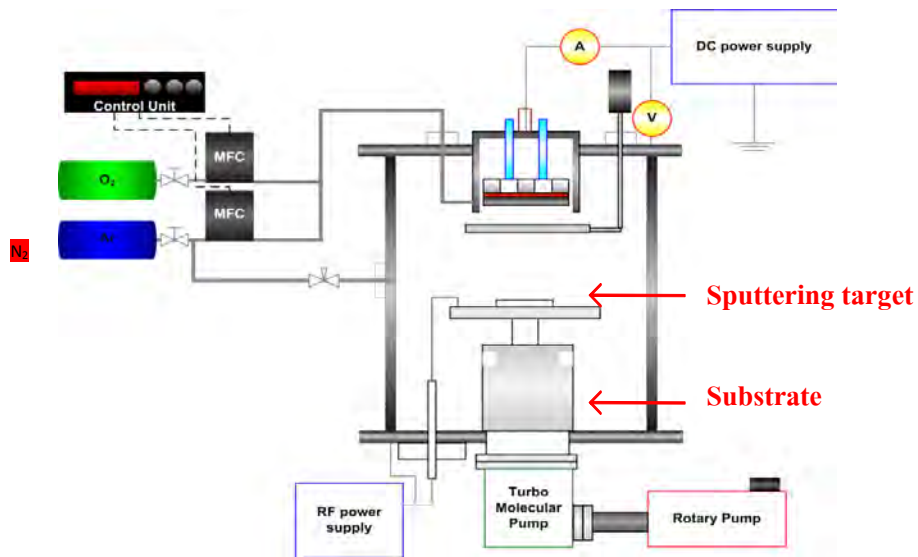 A
DC power supply
V
Control Unit
MFC
O₂
MFC
N₂
Sputtering target
Substrate
RF power
supply
Turbo
Molecular
Pump
Rotary Pump